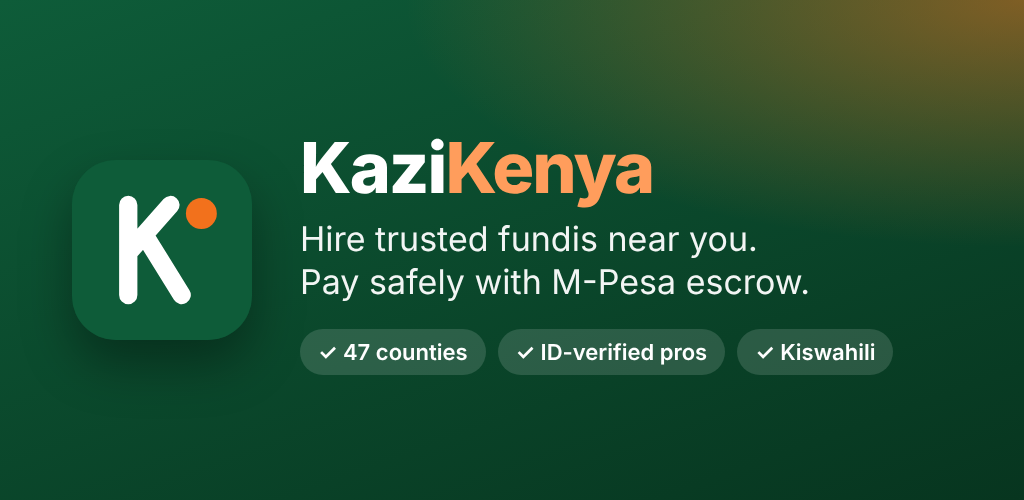 K
KaziKenya
Hire trusted fundis near you.
Pay safely with M-Pesa escrow.
✓ 47 counties ✓ ID-verified pros ✓ Kiswahili